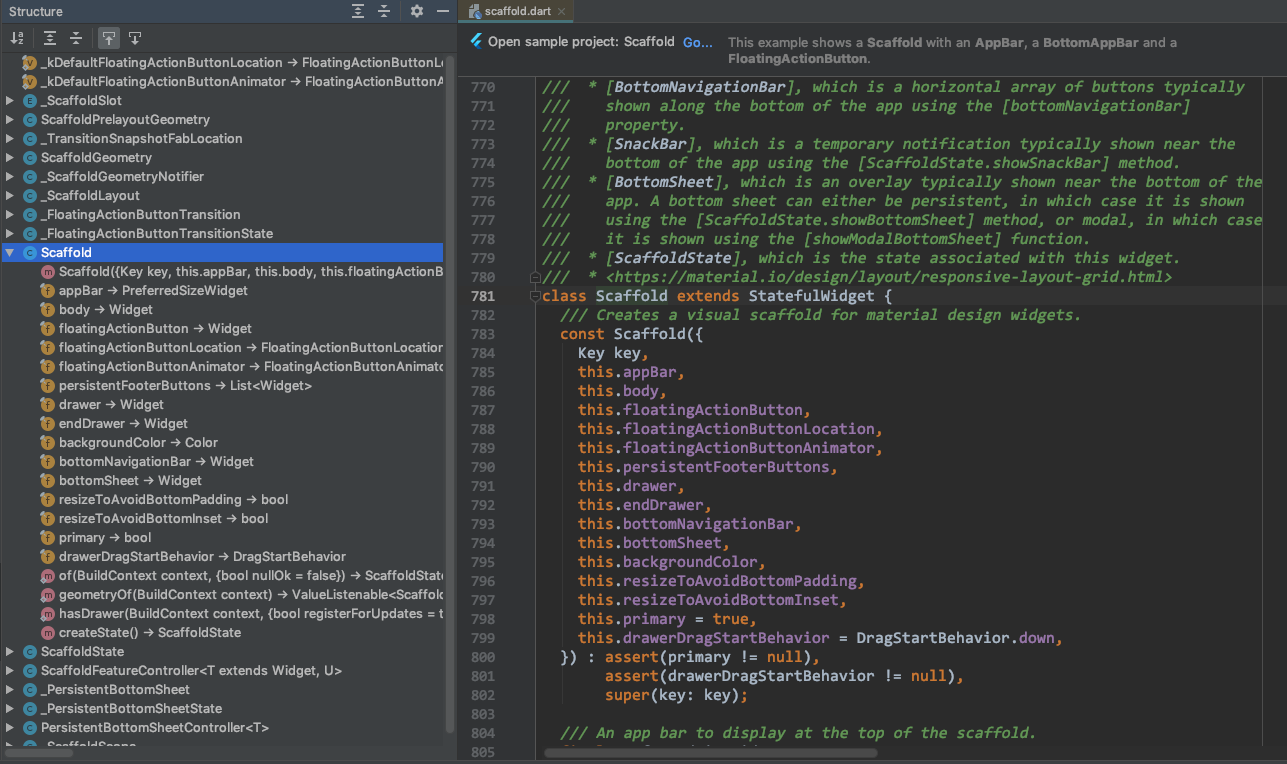 Structure
_kDefaultFloatingActionButtonLocation → FloatingActionButtonL
_kDefaultFloatingActionButtonAnimator → FloatingActionButtonA
_ScaffoldSlot
ScaffoldPrelayoutGeometry
_TransitionSnapshotFabLocation
ScaffoldGeometry
_ScaffoldGeometryNotifier
_ScaffoldLayout
_FloatingActionButtonTransition
_FloatingActionButtonTransitionState
Scaffold
Scaffold({Key key, this.appBar, this.body, this.floatingActionB
appBar → PreferredSizeWidget
body → Widget
floatingActionButton → Widget
floatingActionButtonLocation → FloatingActionButtonLocation
floatingActionButtonAnimator → FloatingActionButtonAnimatc
persistentFooterButtons → List<Widget>
drawer → Widget
endDrawer → Widget
backgroundColor → Color
bottomNavigationBar → Widget
bottomSheet → Widget
resizeToAvoidBottomPadding → bool
resizeToAvoidBottomInset → bool
primary → bool
drawerDragStartBehavior → DragStartBehavior
of(BuildContext context, {bool nullOk = false}) → ScaffoldState
geometryOf(BuildContext context) → ValueListenable<Scaffold
hasDrawer(BuildContext context, {bool registerForUpdates = t
createState() → ScaffoldState
ScaffoldState
ScaffoldFeatureController<T extends Widget, U>
_PersistentBottomSheet
_PersistentBottomSheetState
PersistentBottomSheetController<T>
_ScaffoldScope
scaffold.dart
Open sample project: Scaffold Go... This example shows a Scaffold with an AppBar, a BottomAppBar and a
FloatingActionButton.
770 /// * [BottomNavigationBar], which is a horizontal array of buttons typically
771 /// shown along the bottom of the app using the [bottomNavigationBar]
772 /// property.
773 /// * [SnackBar], which is a temporary notification typically shown near the
774 /// bottom of the app using the [ScaffoldState.showSnackBar] method.
775 /// * [BottomSheet], which is an overlay typically shown near the bottom of the
776 /// app. A bottom sheet can either be persistent, in which case it is shown
777 /// using the [ScaffoldState.showBottomSheet] method, or modal, in which case
778 /// it is shown using the [showModalBottomSheet] function.
779 /// * [ScaffoldState], which is the state associated with this widget.
780 /// * <https://material.io/design/layout/responsive-layout-grid.html>
781 class Scaffold extends StatefulWidget {
782 /// Creates a visual scaffold for material design widgets.
783 const Scaffold({
784 Key key,
785 this.appBar,
786 this.body,
787 this.floatingActionButton,
788 this.floatingActionButtonLocation,
789 this.floatingActionButtonAnimator,
790 this.persistentFooterButtons,
791 this.drawer,
792 this.endDrawer,
793 this.bottomNavigationBar,
794 this.bottomSheet,
795 this.backgroundColor,
796 this.resizeToAvoidBottomPadding,
797 this.resizeToAvoidBottomInset,
798 this.primary = true,
799 this.drawerDragStartBehavior = DragStartBehavior.down,
800 }) : assert(primary != null),
801 assert(drawerDragStartBehavior != null),
802 super(key: key);
803
804 /// An app bar to display at the top of the scaffold.
805